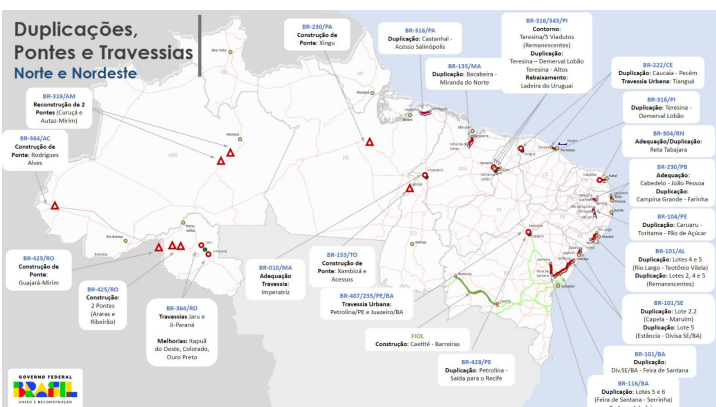 Duplicações,
Pontes e Travessias
Norte e Nordeste
BR-230/PA
Construção de
Ponte: Xingu
BR-316/PA
Duplicação: Castanhal -
Acesso Salinópolis
BR-135/MA
Duplicação: Bacabeira -
Miranda do Norte
BR-316/343/PI
Contorno:
Teresina/5 Viadutos
(Remanescentes)
Duplicação:
Teresina – Demerval Lobão
Teresina - Altos
Rebaixamento:
Ladeira do Uruguai
BR-222/CE
Duplicação: Caucaia - Pecém
Travessia Urbana: Tianguá
BR-316/PI
Duplicação: Teresina -
Demerval Lobão
BR-304/RN
Adequação/Duplicação:
Reta Tabajara
BR-230/PB
Adequação:
Cabedelo - João Pessoa
Duplicação:
Campina Grande - Farinha
BR-104/PE
Duplicação: Caruaru -
Toritama - Pão de Açúcar
BR-101/AL
Duplicação: Lotes 4 e 5
(Rio Largo - Teotônio Vilela)
Duplicação: Lotes 2, 4 e 5
(Remanescentes)
BR-101/SE
Duplicação: Lote 2.2
(Capela - Maruim)
Lote 5
(Estância - Divisa SE/BA)
BR-101/BA
Duplicação:
Div.SE/BA - Feira de Santana
BR-116/BA
Duplicação: Lotes 5 e 6
(Feira de Santana - Serrinha)
BR-319/AM
Reconstrução de 2
Pontes (Curuçá e
Autaz-Mirim)
BR-364/AC
Construção de
Ponte: Rodrigues
Alves
BR-425/RO
Construção de
Ponte:
Guajará-Mirim
BR-425/RO
Construção:
2 Pontes
(Araras e
Ribeirão)
BR-364/RO
Travessias Jaru e
Ji-Paraná
Melhorias: Itapuã
do Oeste, Colorado,
Ouro Preto
BR-010/MA
Adequação
Travessia:
Imperatriz
BR-153/TO
Construção de
Ponte: Xambioá e
Acessos
BR-407/235/PE/BA
Travessia Urbana:
Petrolina/PE e Juazeiro/BA
FIOL
Construção: Caetité - Barreiras
BR-428/PE
Duplicação: Petrolina -
Saída para o Recife
GOVERNO FEDERAL
BRASIL
UNIÃO E RECONSTRUÇÃO